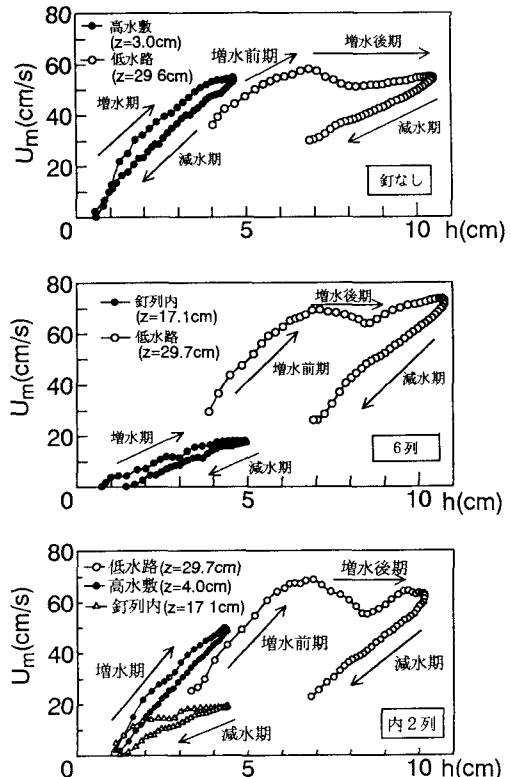 高水敷
(z=3.0cm)
低水路
(z=29 6cm)
増水前期
増水後期
増水期
減水期
減水期
釘なし
Um(cm/s)
80
60
40
20
0
5
10
h(cm)
釘列内
(z=17.1cm)
低水路
(z=29.7cm)
増水後期
増水前期
増水期
減水期
減水期
6列
Um(cm/s)
80
60
40
20
0
5
10
h(cm)
低水路(z=29.7cm)
高水敷(z=4.0cm)
釘列内(z=17 1cm)
増水後期
増水前期
増水期
減水期
減水期
内2列
Um(cm/s)
80
60
40
20
0
5
10
h(cm)